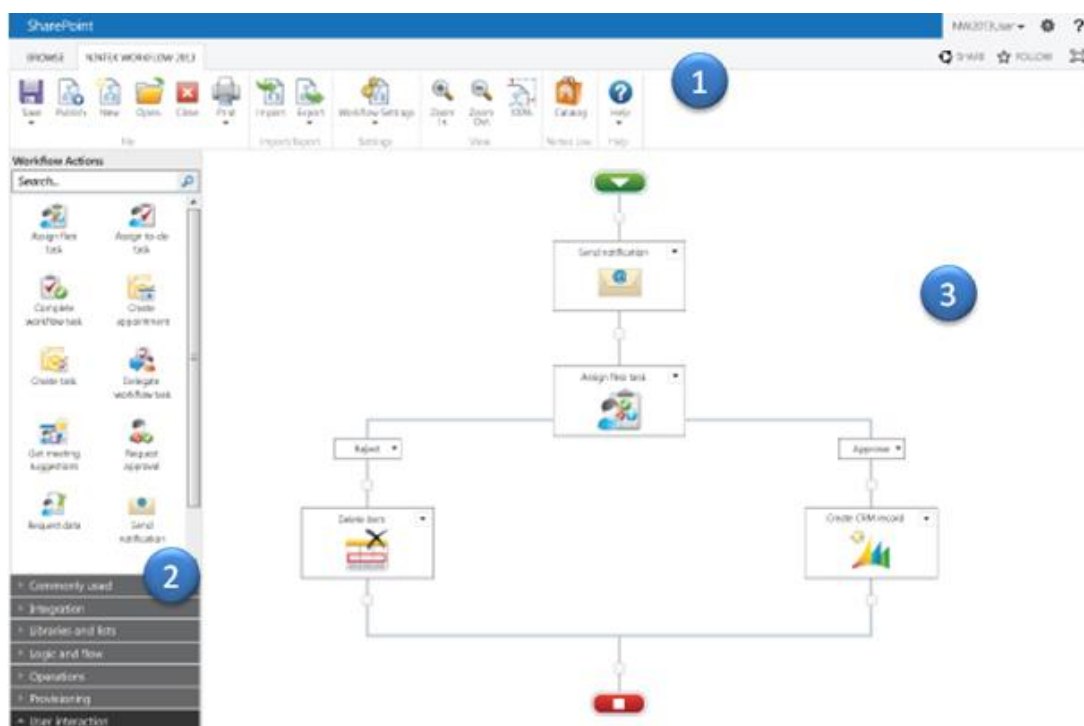 SharePoint
NW2013User
?
BROWSE
NINTEX WORKFLOW 2013
SHARE
FOLLOW
1
Save
Publish
New
Open
Close
Print
Import
Export
Workflow Settings
Zoom In
Zoom Out
100%
Catalog
Help
File
Import/Export
Settings
View
Nintex Live
Help
Workflow Actions
Search...
Assign flexi
task
Assign to-do
task
Complete
workflow task
Create
appointment
Create task
Delegate
workflow task
Get meeting
suggestions
Request
approval
Request data
Send
notification
2
Commonly used
Integration
Libraries and lists
Logic and flow
Operations
Provisioning
User interaction
Send notification
3
Assign flexi task
Reject
Approve
Delete item
Create CRM record